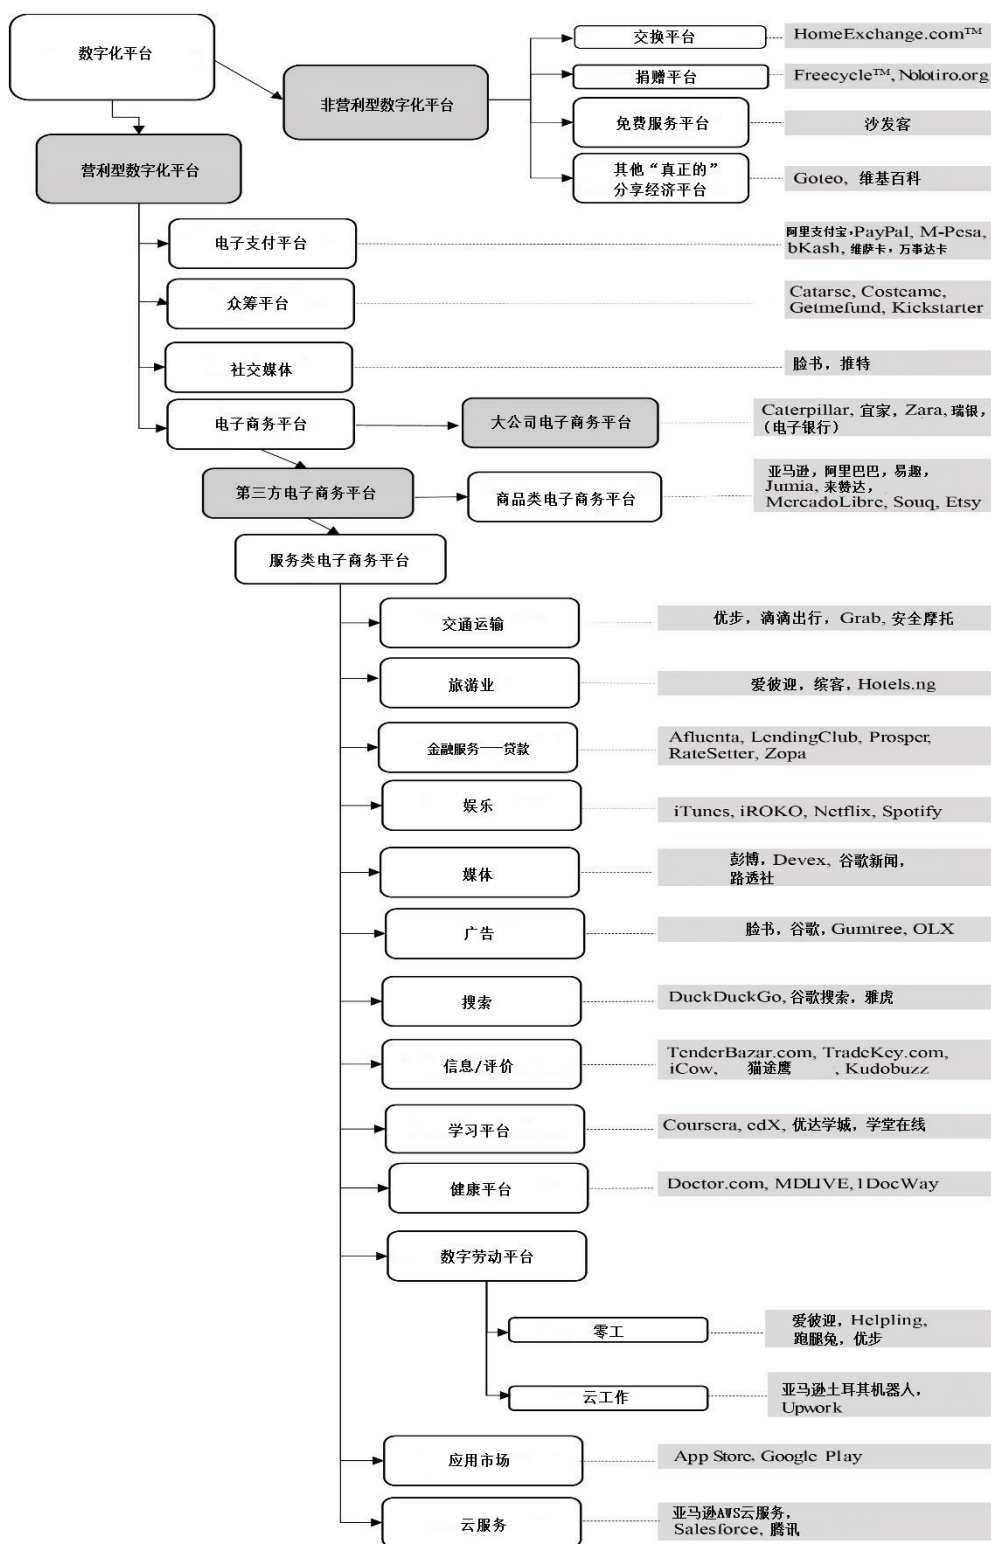 数字化平台
非营利型数字化平台
交换平台
HomeExchange.com™
捐赠平台
Freecycle™, Nolotiro.org
免费服务平台
沙发客
其他“真正的”
分享经济平台
Goteo, 维基百科
营利型数字化平台
电子支付平台
阿里支付宝,PayPal, M-Pesa,
bKash, 维萨卡, 万事达卡
众筹平台
Catarse, Costeame,
Getmefund, Kickstarter
社交媒体
脸书, 推特
电子商务平台
大公司电子商务平台
Caterpillar, 宜家, Zara, 瑞银,
(电子银行)
第三方电子商务平台
商品类电子商务平台
亚马逊, 阿里巴巴, 易趣,
Jumia, 来赞达,
MercadoLibre, Souq, Etsy
服务类电子商务平台
交通运输
优步, 滴滴出行, Grab, 安全摩托
旅游业
爱彼迎, 缤客, Hotels.ng
金融服务——贷款
Afluenta, LendingClub, Prosper,
RateSetter, Zopa
娱乐
iTunes, iROKO, Netflix, Spotify
媒体
彭博, Devex, 谷歌新闻,
路透社
广告
脸书, 谷歌, Gumtree, OLX
搜索
DuckDuckGo, 谷歌搜索, 雅虎
信息/评价
TenderBazar.com, TradeKey.com,
iCow, 猫途鹰 , Kudobuzz
学习平台
Coursera, edX, 优达学城, 学堂在线
健康平台
Doctor.com, MDLIVE, 1DocWay
数字劳动平台
零工
爱彼迎, Helpling,
跑腿兔, 优步
云工作
亚马逊土耳其机器人,
Upwork
应用市场
App Store, Google Play
云服务
亚马逊AWS云服务,
Salesforce, 腾讯